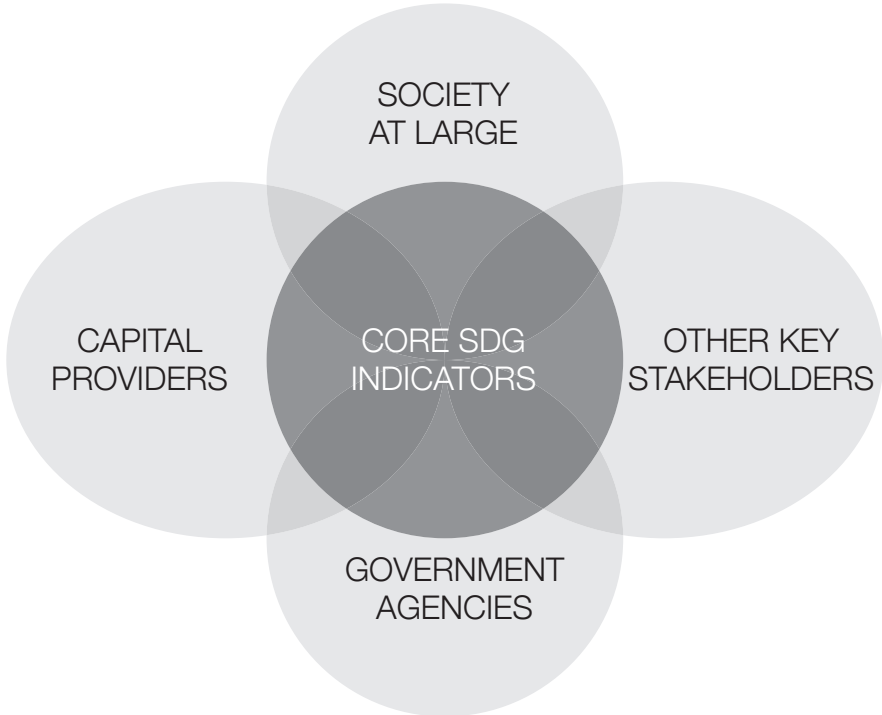 SOCIETY
AT LARGE
CAPITAL
PROVIDERS
CORE SDG
INDICATORS
OTHER KEY
STAKEHOLDERS
GOVERNMENT
AGENCIES